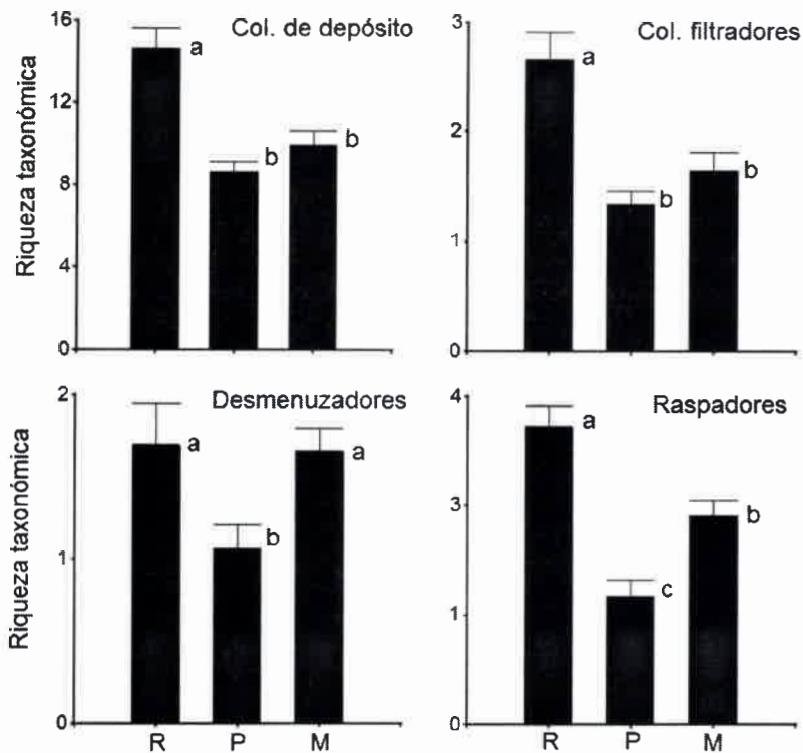 Col. de depósito
Riqueza taxonómica
16
12
8
4
0
a
b
b
Col. filtradores
3
2
1
0
a
b
b
Desmenuzadores
Riqueza taxonómica
2
1
0
a
b
a
R P M
Raspadores
4
3
1
0
a
c
b
R P M